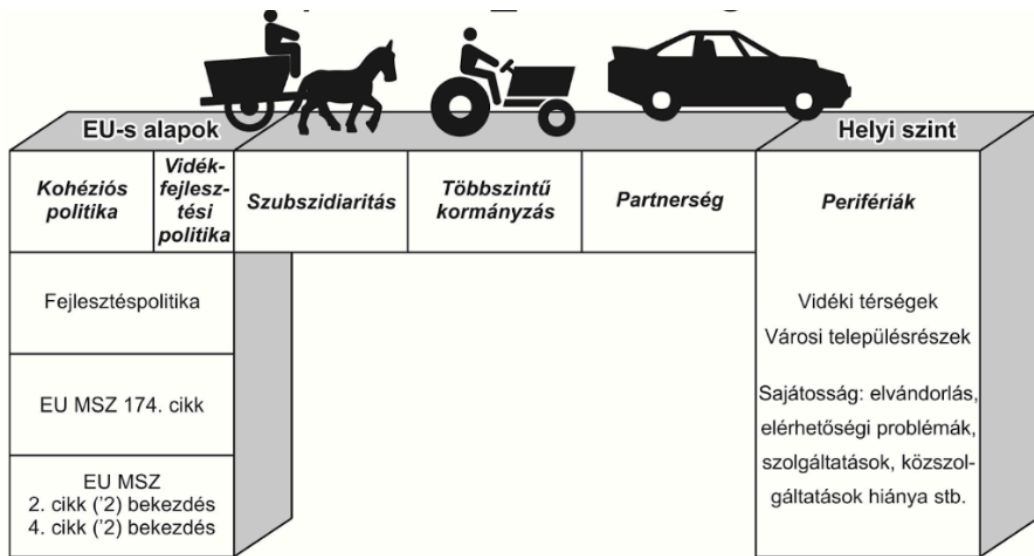 EU-s alapok
Helyi szint
Kohéziós
politika
Vidék-
fejlesz-
tési
politika
Szubszidiaritás
Többszintű
kormányzás
Partnerség
Perifériák
Fejlesztéspolitika
EU MSZ 174. cikk
EU MSZ
2. cikk ('2) bekezdés
4. cikk ('2) bekezdés
Vidéki térségek
Városi településrészek
Sajátosság: elvándorlás,
elérhetőségi problémák,
szolgáltatások, közszol-
gáltatások hiánya stb.